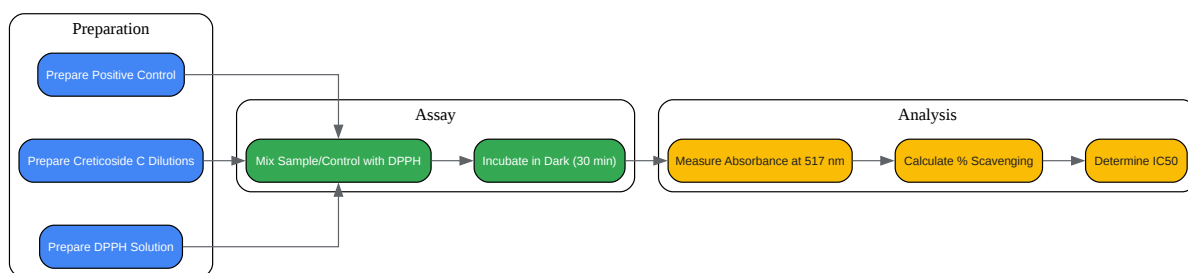 Preparation
Prepare Positive Control
Prepare Creticoside C Dilutions
Prepare DPPH Solution
Assay
Mix Sample/Control with DPPH
Incubate in Dark (30 min)
Analysis
Measure Absorbance at 517 nm
Calculate % Scavenging
Determine IC50